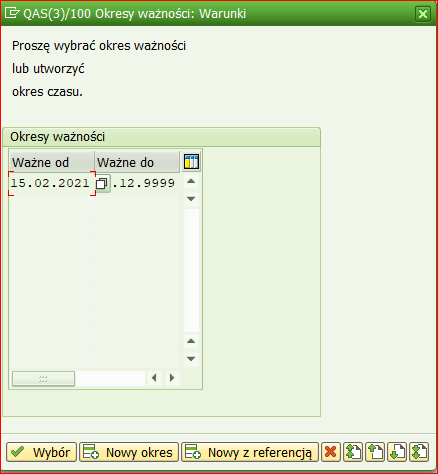 QAS(3)/100 Okresy ważności: Warunki
Proszę wybrać okres ważności
lub utworzyć
okres czasu.
Okresy ważności
Ważne od Ważne do
15.02.2021 .12.9999
Wybór Nowy okres Nowy z referencją